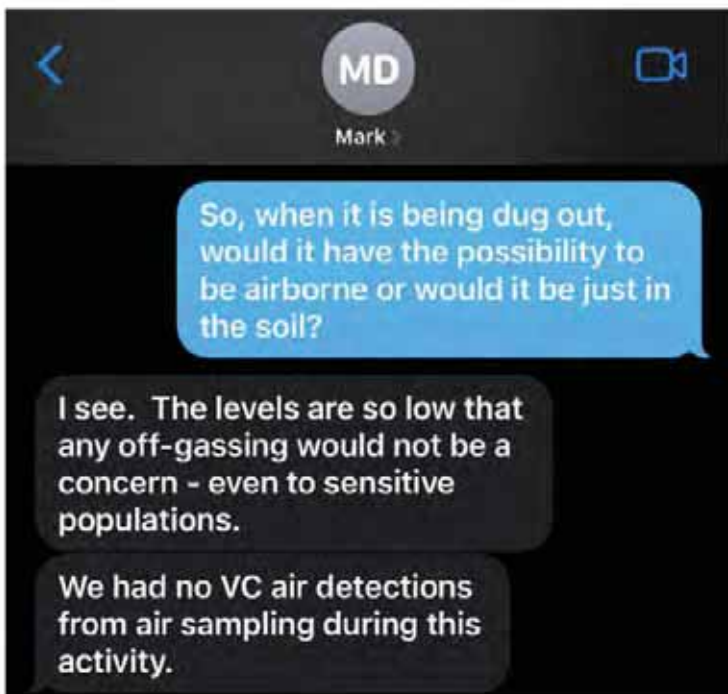 MD
Mark
So, when it is being dug out,
would it have the possibility to
be airborne or would it be just in
the soil?
I see. The levels are so low that
any off-gassing would not be a
concern - even to sensitive
populations.
We had no VC air detections
from air sampling during this
activity.